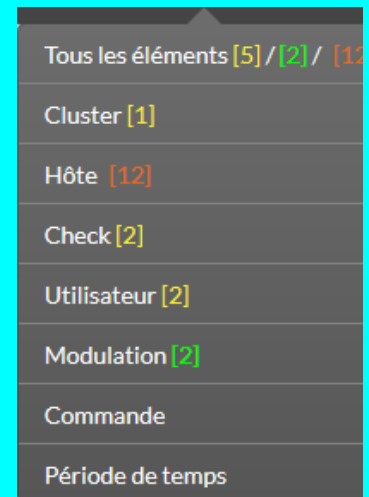 Tous les éléments [5] / [2] / [12
Cluster [1]
Hôte [12]
Check [2]
Utilisateur [2]
Modulation [2]
Commande
Période de temps